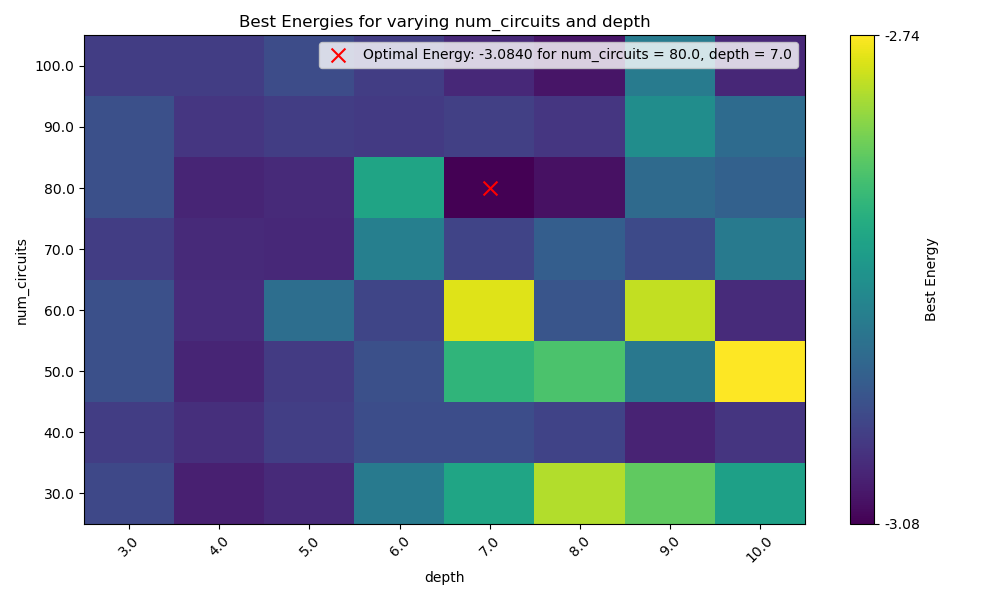 Best Energies for varying num_circuits and depth
Optimal Energy: -3.0840 for num_circuits = 80.0, depth = 7.0
100.0
90.0
80.0
70.0
60.0
50.0
40.0
30.0
num_circuits
3.0 4.0 5.0 6.0 7.0 8.0 9.0 10.0
depth
-2.74
-3.08
Best Energy